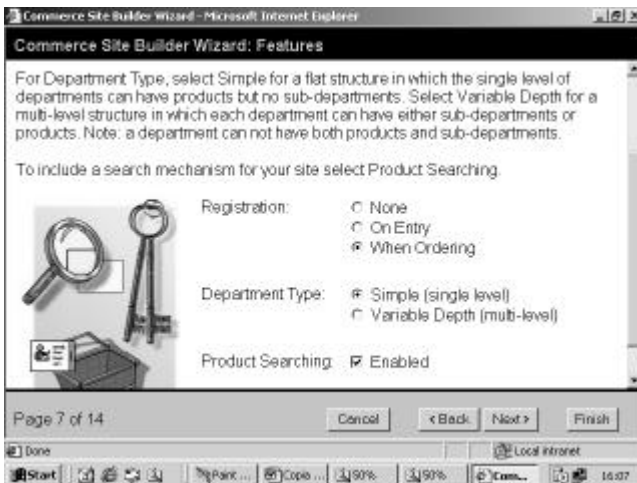 Commerce Site Builder Wizard - Microsoft Internet Explorer
Commerce Site Builder Wizard: Features
For Department Type, select Simple for a flat structure in which the single level of
departments can have products but no sub-departments. Select Variable Depth for a
multi-level structure in which each department can have either sub-departments or
products. Note: a department can not have both products and sub-departments.
To include a search mechanism for your site select Product Searching.
Registration:
None
On Entry
When Ordering
Department Type:
Simple (single level)
Variable Depth (multi-level)
Product Searching:
Enabled
Page 7 of 14
Cancel
< Back
Next >
Finish
Done
Local intranet
Start
Paint ...
Copia ...
90%
90%
Com...
16:07